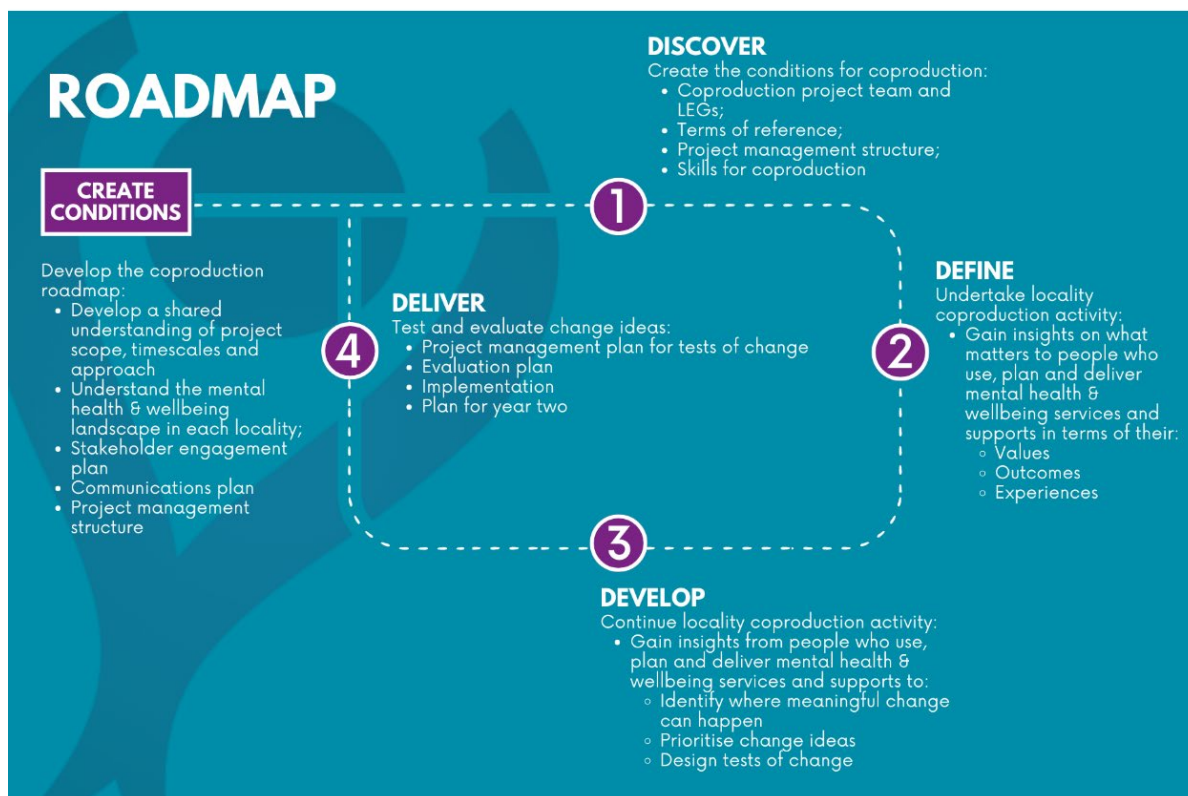 ROADMAP
CREATE
CONDITIONS
Develop the coproduction
roadmap:
• Develop a shared
understanding of project
scope, timescales and
approach
• Understand the mental
health & wellbeing
landscape in each locality;
• Stakeholder engagement
plan
• Communications plan
• Project management
structure
DISCOVER
Create the conditions for coproduction:
• Coproduction project team and
LEGs;
• Terms of reference;
• Project management structure;
• Skills for coproduction
1
DEFINE
Undertake locality
coproduction activity:
• Gain insights on what
matters to people who
use, plan and deliver
mental health &
wellbeing services and
supports in terms of their:
◦ Values
◦ Outcomes
◦ Experiences
2
3
DEVELOP
Continue locality coproduction activity:
• Gain insights from people who use,
plan and deliver mental health &
wellbeing services and supports to:
◦ Identify where meaningful change
can happen
◦ Prioritise change ideas
◦ Design tests of change
4
DELIVER
Test and evaluate change ideas:
• Project management plan for tests of change
• Evaluation plan
• Implementation
• Plan for year two